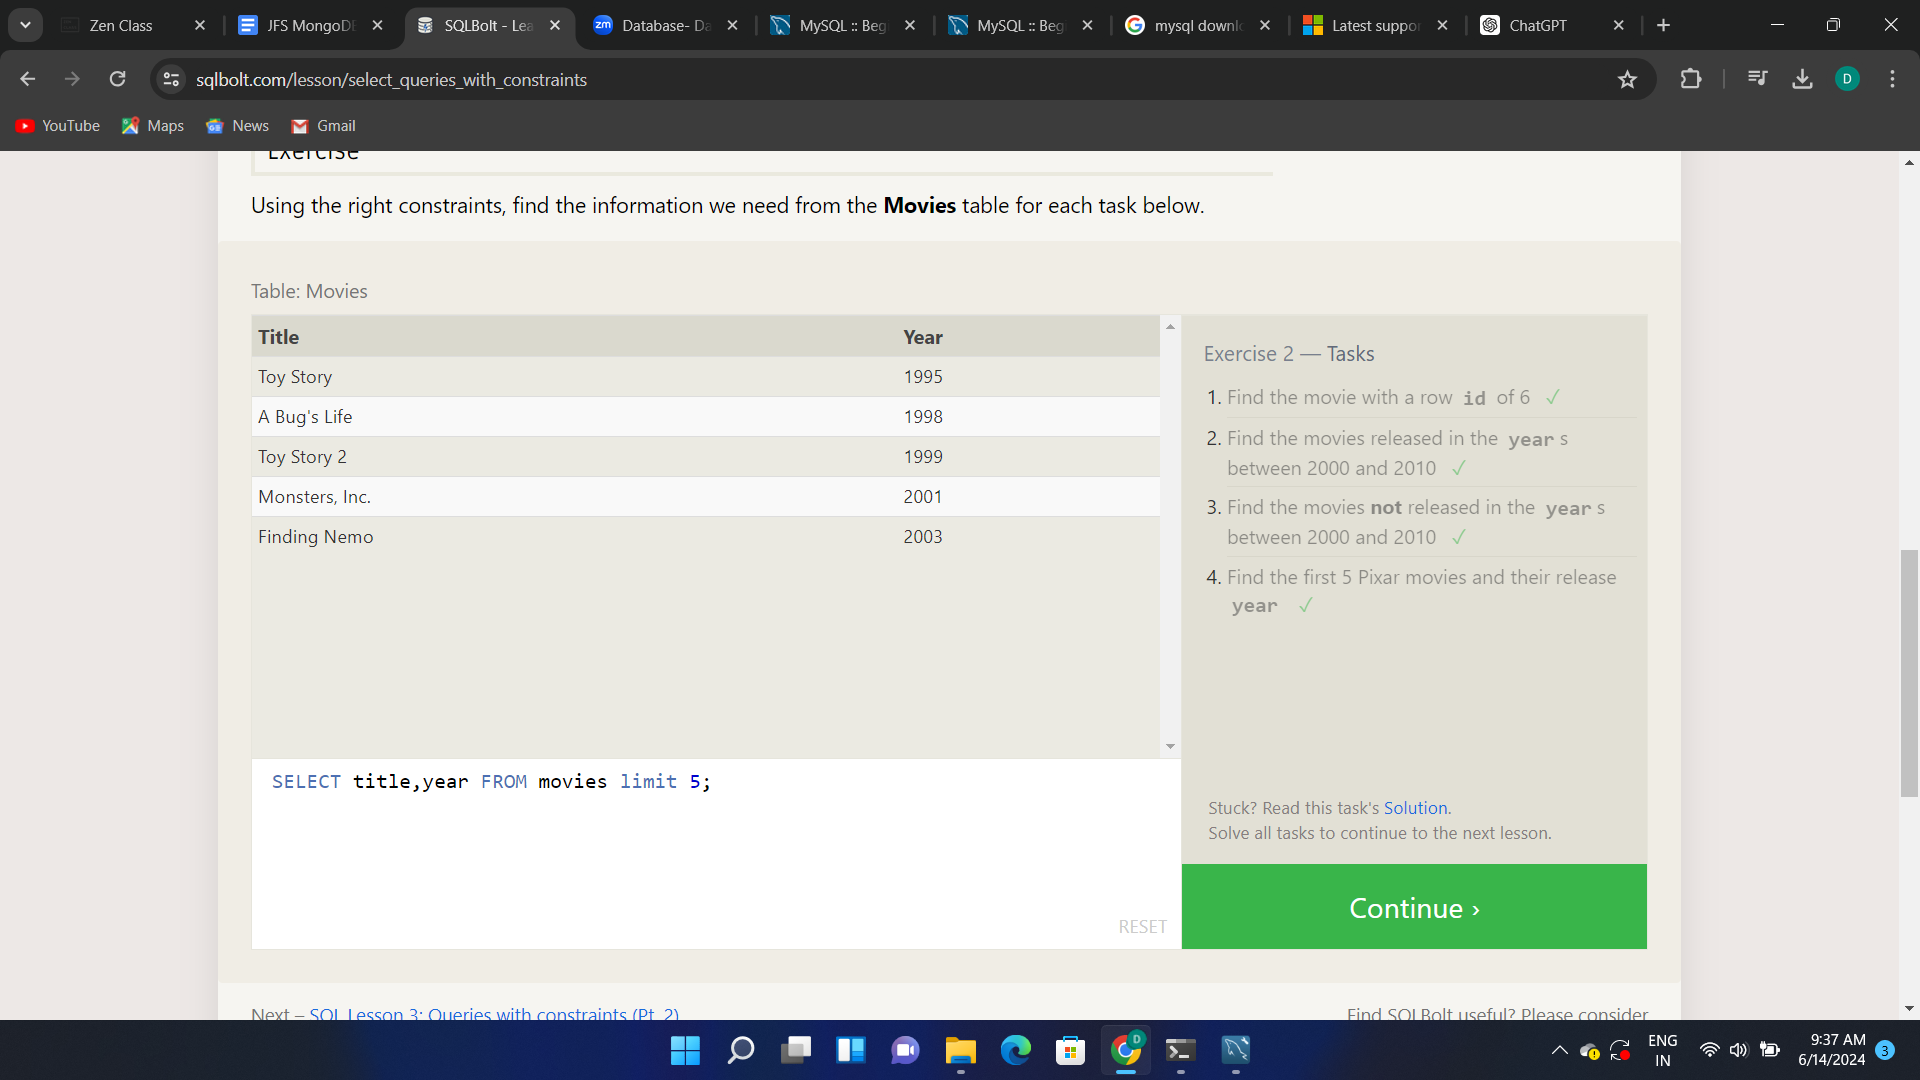 Zen Class
JFS MongoDB
SQLBolt - Lea
zm Database- Da
MySQL :: Beg
MySQL :: Beg
mysql downl
Latest suppor
ChatGPT
sqlbolt.com/lesson/select_queries_with_constraints
D
YouTube
Maps
News
Gmail
Exercise
Using the right constraints, find the information we need from the Movies table for each task below.
Table: Movies
Title Year
Toy Story 1995
A Bug's Life 1998
Toy Story 2 1999
Monsters, Inc. 2001
Finding Nemo 2003
SELECT title,year FROM movies limit 5;
RESET
Exercise 2 — Tasks
1. Find the movie with a row id of 6 ✓
2. Find the movies released in the year s
between 2000 and 2010 ✓
3. Find the movies not released in the year s
between 2000 and 2010 ✓
4. Find the first 5 Pixar movies and their release
year ✓
Stuck? Read this task's Solution.
Solve all tasks to continue to the next lesson.
Continue ›
Next – SQL Lesson 3: Queries with constraints (Pt. 2)
Find SQLBolt useful? Please consider
D
ENG
IN
9:37 AM
6/14/2024
3